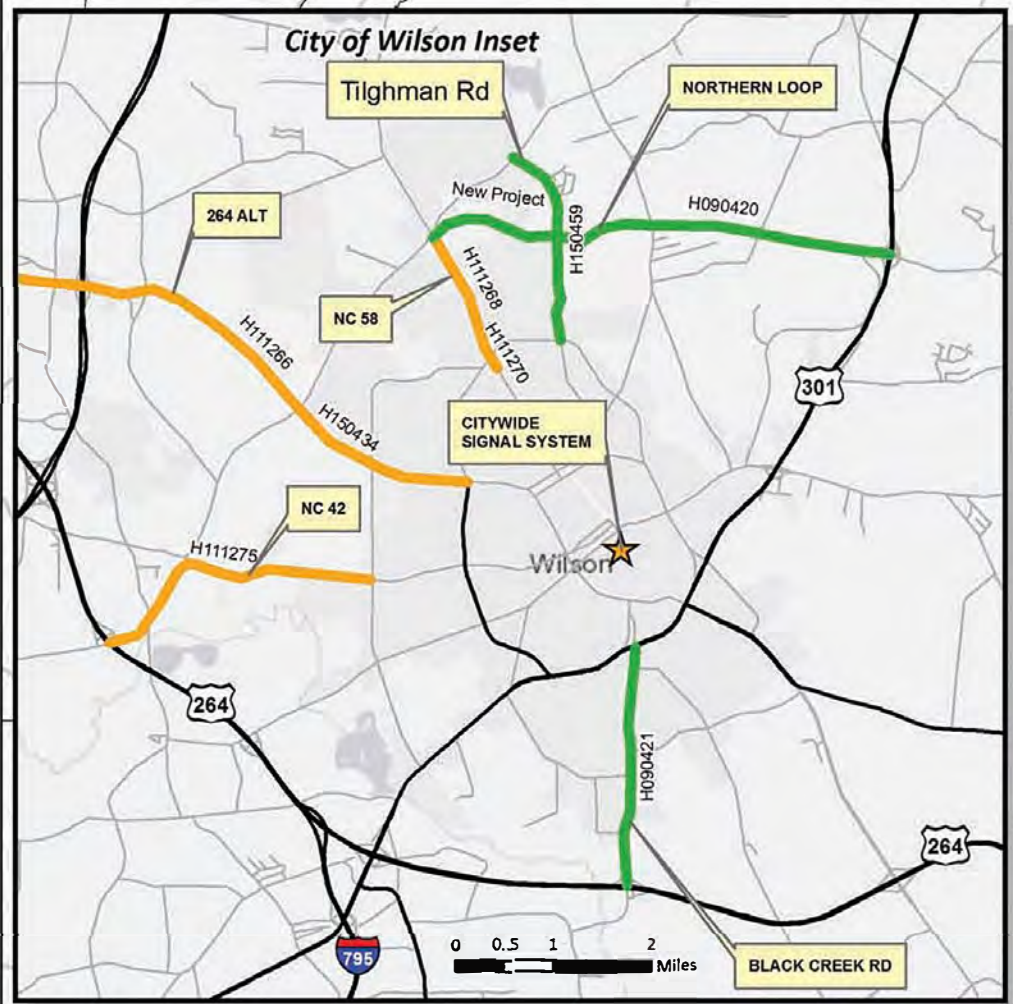 City of Wilson Inset
Tilghman Rd
NORTHERN LOOP
New Project
H150459
H090420
264 ALT
NC 58
H111268
H111270
H111266
H150434
301
CITYWIDE
SIGNAL SYSTEM
NC 42
H111275
Wilson
264
H090421
264
795
0 0.5 1 2
Miles
BLACK CREEK RD